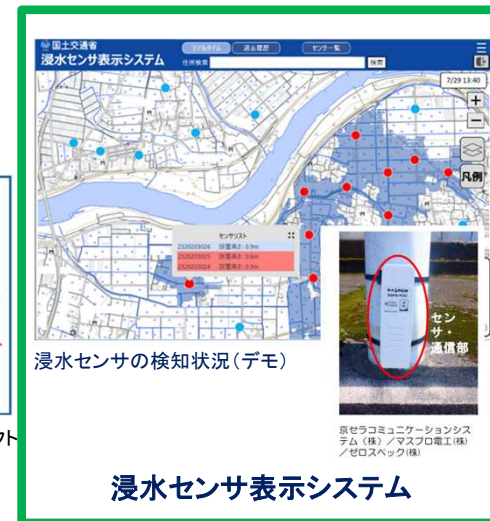 国土交通省
浸水センサ表示システム
リアルタイム
過去履歴
センサ一覧
住所検索
検索
7/29 13:40
+
−
凡例
センサリスト
2320203026 設置高さ: 0.9m
2320203025 設置高さ: 0.6m
2320203024 設置高さ: 0.3m
セン
サ・
通信部
浸水センサの検知状況（デモ）
京セラコミュニケーションシス
テム（株）／マスプロ電工（株）
／ゼロスペック（株）
クト
浸水センサ表示システム